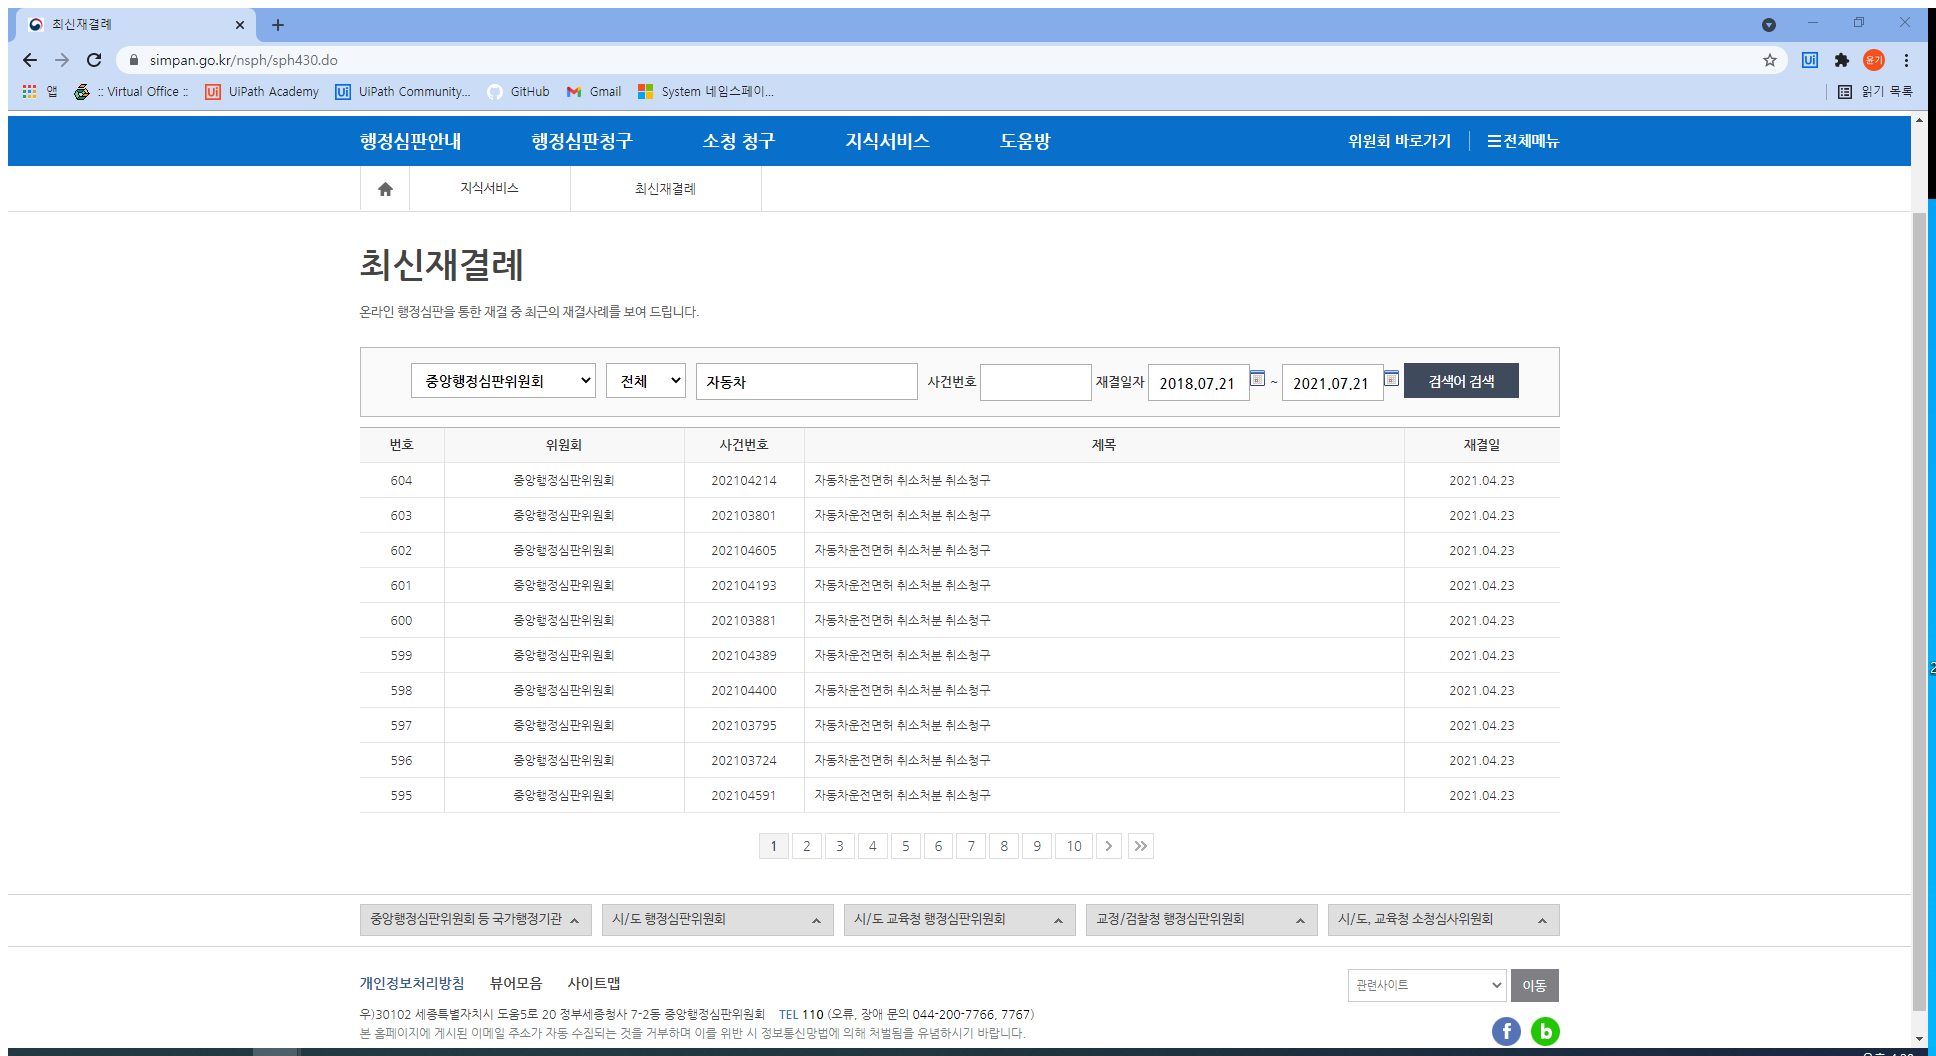 최신재결례
simpan.go.kr/nsph/sph430.do
윤기
앱 :: Virtual Office :: UiPath Academy UiPath Community... GitHub Gmail System 네임스페이... 읽기 목록
행정심판안내 행정심판청구 소청 청구 지식서비스 도움방 위원회 바로가기 전체메뉴
지식서비스 최신재결례
최신재결례
온라인 행정심판을 통한 재결 중 최근의 재결사례를 보여 드립니다.
중앙행정심판위원회 전체 자동차 사건번호 재결일자 2018.07.21 ~ 2021.07.21 검색어 검색
번호 위원회 사건번호 제목 재결일
604 중앙행정심판위원회 202104214 자동차운전면허 취소처분 취소청구 2021.04.23
603 중앙행정심판위원회 202103801 자동차운전면허 취소처분 취소청구 2021.04.23
602 중앙행정심판위원회 202104605 자동차운전면허 취소처분 취소청구 2021.04.23
601 중앙행정심판위원회 202104193 자동차운전면허 취소처분 취소청구 2021.04.23
600 중앙행정심판위원회 202103881 자동차운전면허 취소처분 취소청구 2021.04.23
599 중앙행정심판위원회 202104389 자동차운전면허 취소처분 취소청구 2021.04.23
598 중앙행정심판위원회 202104400 자동차운전면허 취소처분 취소청구 2021.04.23
597 중앙행정심판위원회 202103795 자동차운전면허 취소처분 취소청구 2021.04.23
596 중앙행정심판위원회 202103724 자동차운전면허 취소처분 취소청구 2021.04.23
595 중앙행정심판위원회 202104591 자동차운전면허 취소처분 취소청구 2021.04.23
1 2 3 4 5 6 7 8 9 10
중앙행정심판위원회 등 국가행정기관 시/도 행정심판위원회 시/도 교육청 행정심판위원회 교정/검찰청 행정심판위원회 시/도, 교육청 소청심사위원회
개인정보처리방침 뷰어모음 사이트맵 관련사이트 이동
우)30102 세종특별자치시 도움5로 20 정부세종청사 7-2동 중앙행정심판위원회 TEL 110 (오류, 장애 문의 044-200-7766, 7767)
본 홈페이지에 게시된 이메일 주소가 자동 수집되는 것을 거부하며 이를 위반 시 정보통신망법에 의해 처벌됨을 유념하시기 바랍니다.